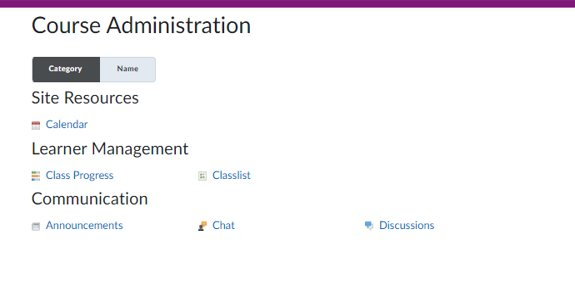 Course Administration
Category Name
Site Resources
Calendar
Learner Management
Class Progress Classlist
Communication
Announcements Chat Discussions